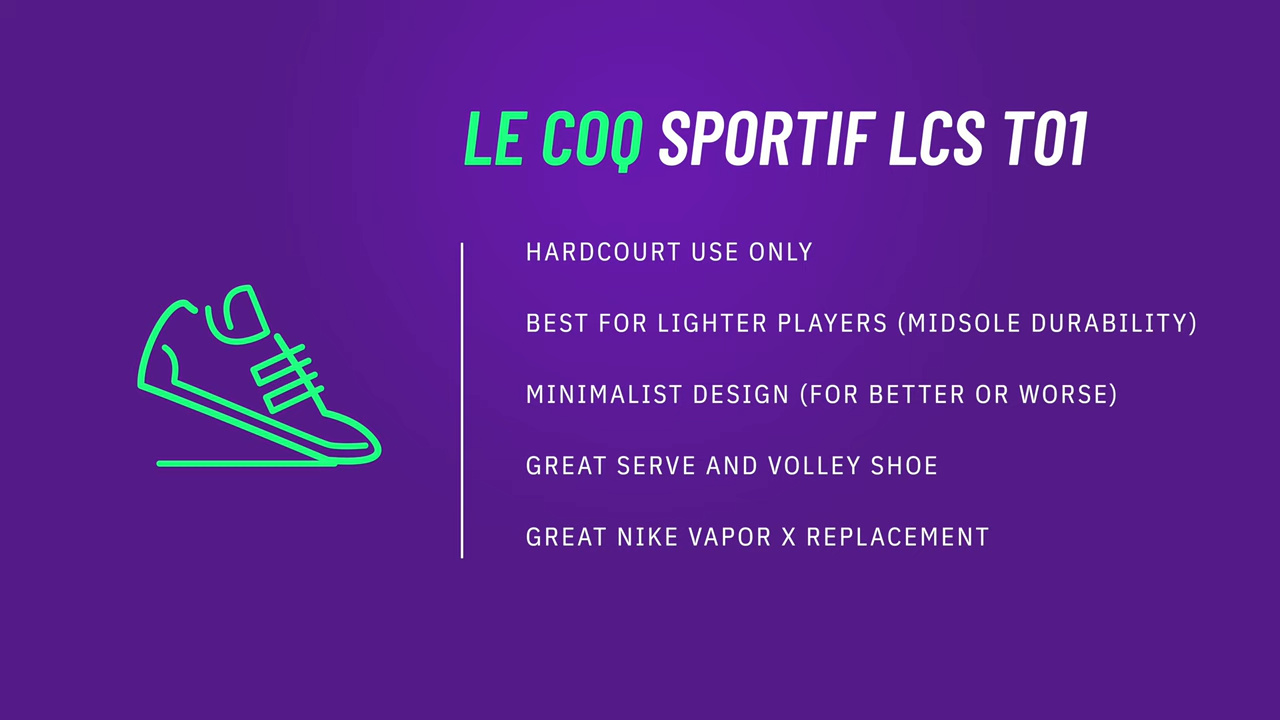 LE COQ SPORTIF LCS T01
HARDCOURT USE ONLY
BEST FOR LIGHTER PLAYERS (MIDSOLE DURABILITY)
MINIMALIST DESIGN (FOR BETTER OR WORSE)
GREAT SERVE AND VOLLEY SHOE
GREAT NIKE VAPOR X REPLACEMENT